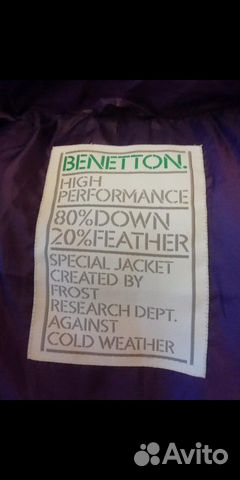 BENETTON.
HIGH
PERFORMANCE
80%DOWN
20%FEATHER
SPECIAL JACKET
CREATED BY
FROST
RESEARCH DEPT.
AGAINST
COLD WEATHER
Avito